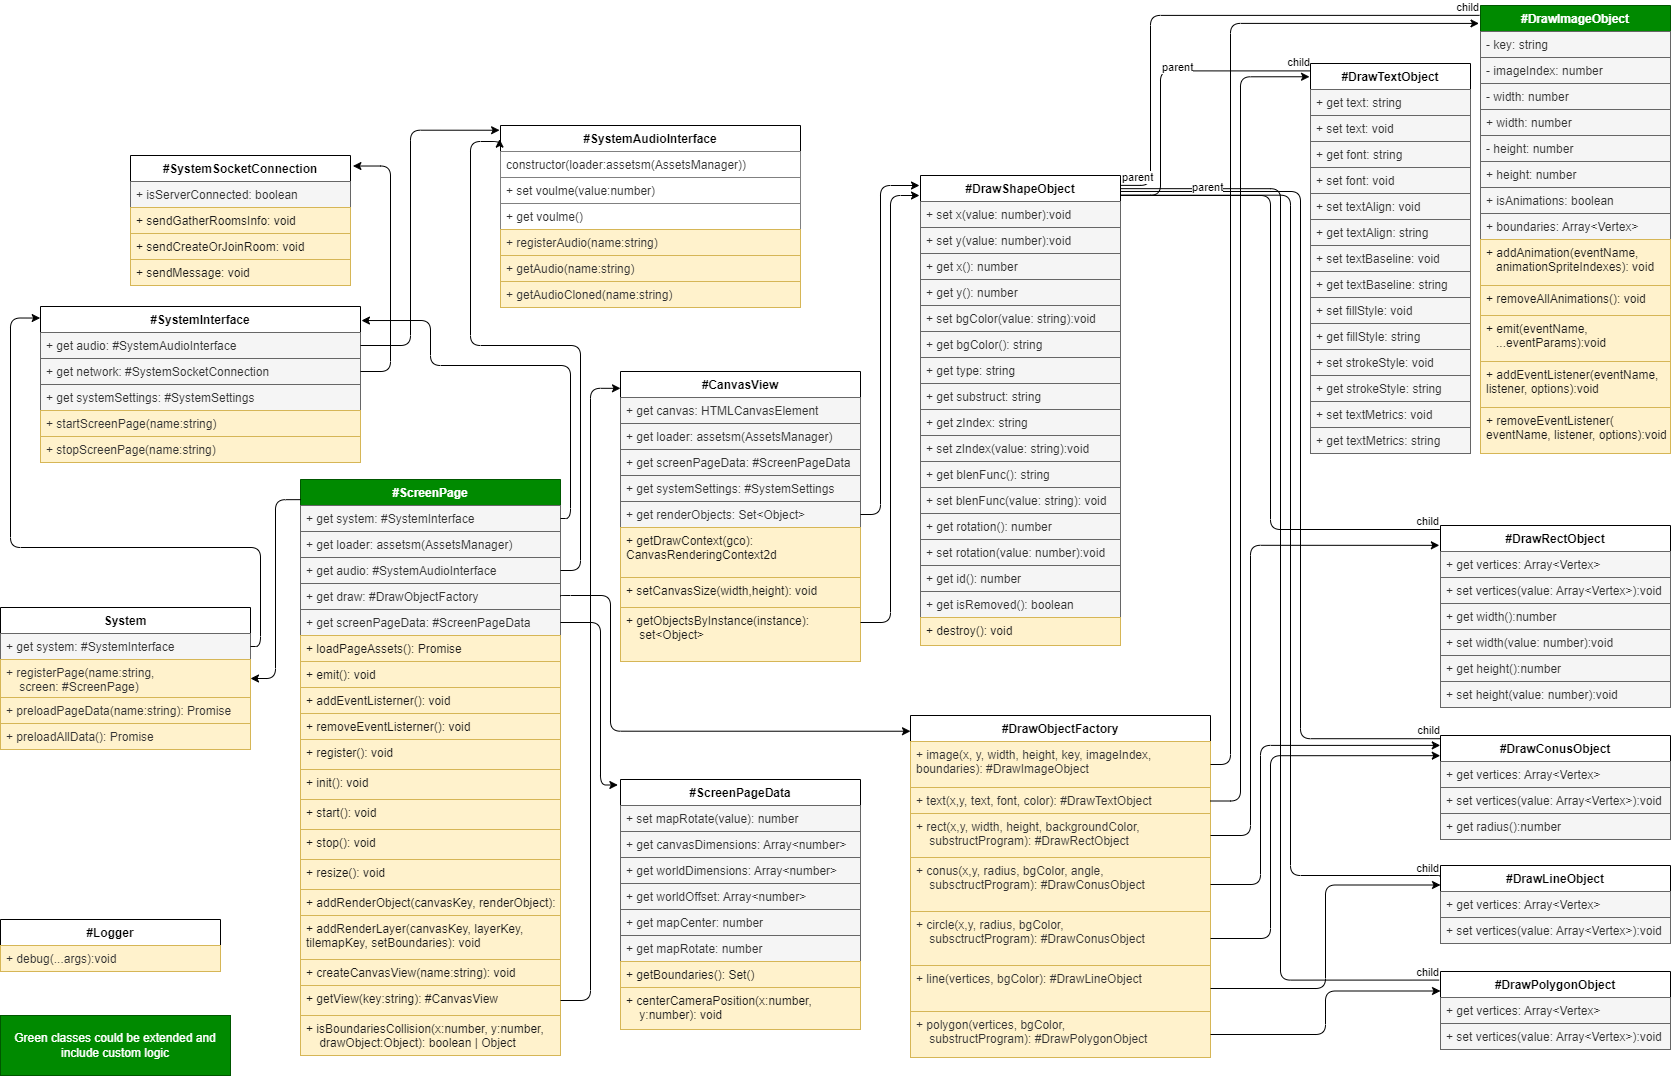 #SystemSocketConnection
+ isServerConnected: boolean
+ sendGatherRoomsInfo: void
+ sendCreateOrJoinRoom: void
+ sendMessage: void
#SystemInterface
+ get audio: #SystemAudioInterface
+ get network: #SystemSocketConnection
+ get systemSettings: #SystemSettings
+ startScreenPage(name:string)
+ stopScreenPage(name:string)
System
+ get system: #SystemInterface
+ registerPage(name:string,
screen: #ScreenPage)
+ preloadPageData(name:string): Promise
+ preloadAllData(): Promise
#Logger
+ debug(...args):void
Green classes could be extended and
include custom logic
#SystemAudioInterface
constructor(loader:assetsm(AssetsManager))
+ set voulme(value:number)
+ get voulme()
+ registerAudio(name:string)
+ getAudio(name:string)
+ getAudioCloned(name:string)
#ScreenPage
+ get system: #SystemInterface
+ get loader: assetsm(AssetsManager)
+ get audio: #SystemAudioInterface
+ get draw: #DrawObjectFactory
+ get screenPageData: #ScreenPageData
+ loadPageAssets(): Promise
+ emit(): void
+ addEventListerner(): void
+ removeEventListerner(): void
+ register(): void
+ init(): void
+ start(): void
+ stop(): void
+ resize(): void
+ addRenderObject(canvasKey, renderObject):
+ addRenderLayer(canvasKey, layerKey,
tilemapKey, setBoundaries): void
+ createCanvasView(name:string): void
+ getView(key:string): #CanvasView
+ isBoundariesCollision(x:number, y:number,
drawObject:Object): boolean | Object
#CanvasView
+ get canvas: HTMLCanvasElement
+ get loader: assetsm(AssetsManager)
+ get screenPageData: #ScreenPageData
+ get systemSettings: #SystemSettings
+ get renderObjects: Set<Object>
+ getDrawContext(gco):
CanvasRenderingContext2d
+ setCanvasSize(width,height): void
+ getObjectsByInstance(instance):
set<Object>
#ScreenPageData
+ set mapRotate(value): number
+ get canvasDimensions: Array<number>
+ get worldDimensions: Array<number>
+ get worldOffset: Array<number>
+ get mapCenter: number
+ get mapRotate: number
+ getBoundaries(): Set()
+ centerCameraPosition(x:number,
y:number): void
#DrawShapeObject
+ set x(value: number):void
+ set y(value: number):void
+ get x(): number
+ get y(): number
+ set bgColor(value: string):void
+ get bgColor(): string
+ get type: string
+ get substruct: string
+ get zIndex: string
+ set zIndex(value: string):void
+ get blenFunc(): string
+ set blenFunc(value: string): void
+ get rotation(): number
+ set rotation(value: number):void
+ get id(): number
+ get isRemoved(): boolean
+ destroy(): void
#DrawObjectFactory
+ image(x, y, width, height, key, imageIndex,
boundaries): #DrawImageObject
+ text(x,y, text, font, color): #DrawTextObject
+ rect(x,y, width, height, backgroundColor,
substructProgram): #DrawRectObject
+ conus(x,y, radius, bgColor, angle,
subsctructProgram): #DrawConusObject
+ circle(x,y, radius, bgColor,
subsctructProgram): #DrawConusObject
+ line(vertices, bgColor): #DrawLineObject
+ polygon(vertices, bgColor,
substructProgram): #DrawPolygonObject
parent
parent
parent
child
#DrawTextObject
+ get text: string
+ set text: void
+ get font: string
+ set font: void
+ set textAlign: void
+ get textAlign: string
+ set textBaseline: void
+ get textBaseline: string
+ set fillStyle: void
+ get fillStyle: string
+ set strokeStyle: void
+ get strokeStyle: string
+ set textMetrics: void
+ get textMetrics: string
child
#DrawImageObject
- key: string
- imageIndex: number
- width: number
+ width: number
- height: number
+ height: number
+ isAnimations: boolean
+ boundaries: Array<Vertex>
+ addAnimation(eventName,
animationSpriteIndexes): void
+ removeAllAnimations(): void
+ emit(eventName,
...eventParams):void
+ addEventListener(eventName,
listener, options):void
+ removeEventListener(
eventName, listener, options):void
child
#DrawRectObject
+ get vertices: Array<Vertex>
+ set vertices(value: Array<Vertex>):void
+ get width():number
+ set width(value: number):void
+ get height():number
+ set height(value: number):void
child
#DrawConusObject
+ get vertices: Array<Vertex>
+ set vertices(value: Array<Vertex>):void
+ get radius():number
child
#DrawLineObject
+ get vertices: Array<Vertex>
+ set vertices(value: Array<Vertex>):void
child
#DrawPolygonObject
+ get vertices: Array<Vertex>
+ set vertices(value: Array<Vertex>):void